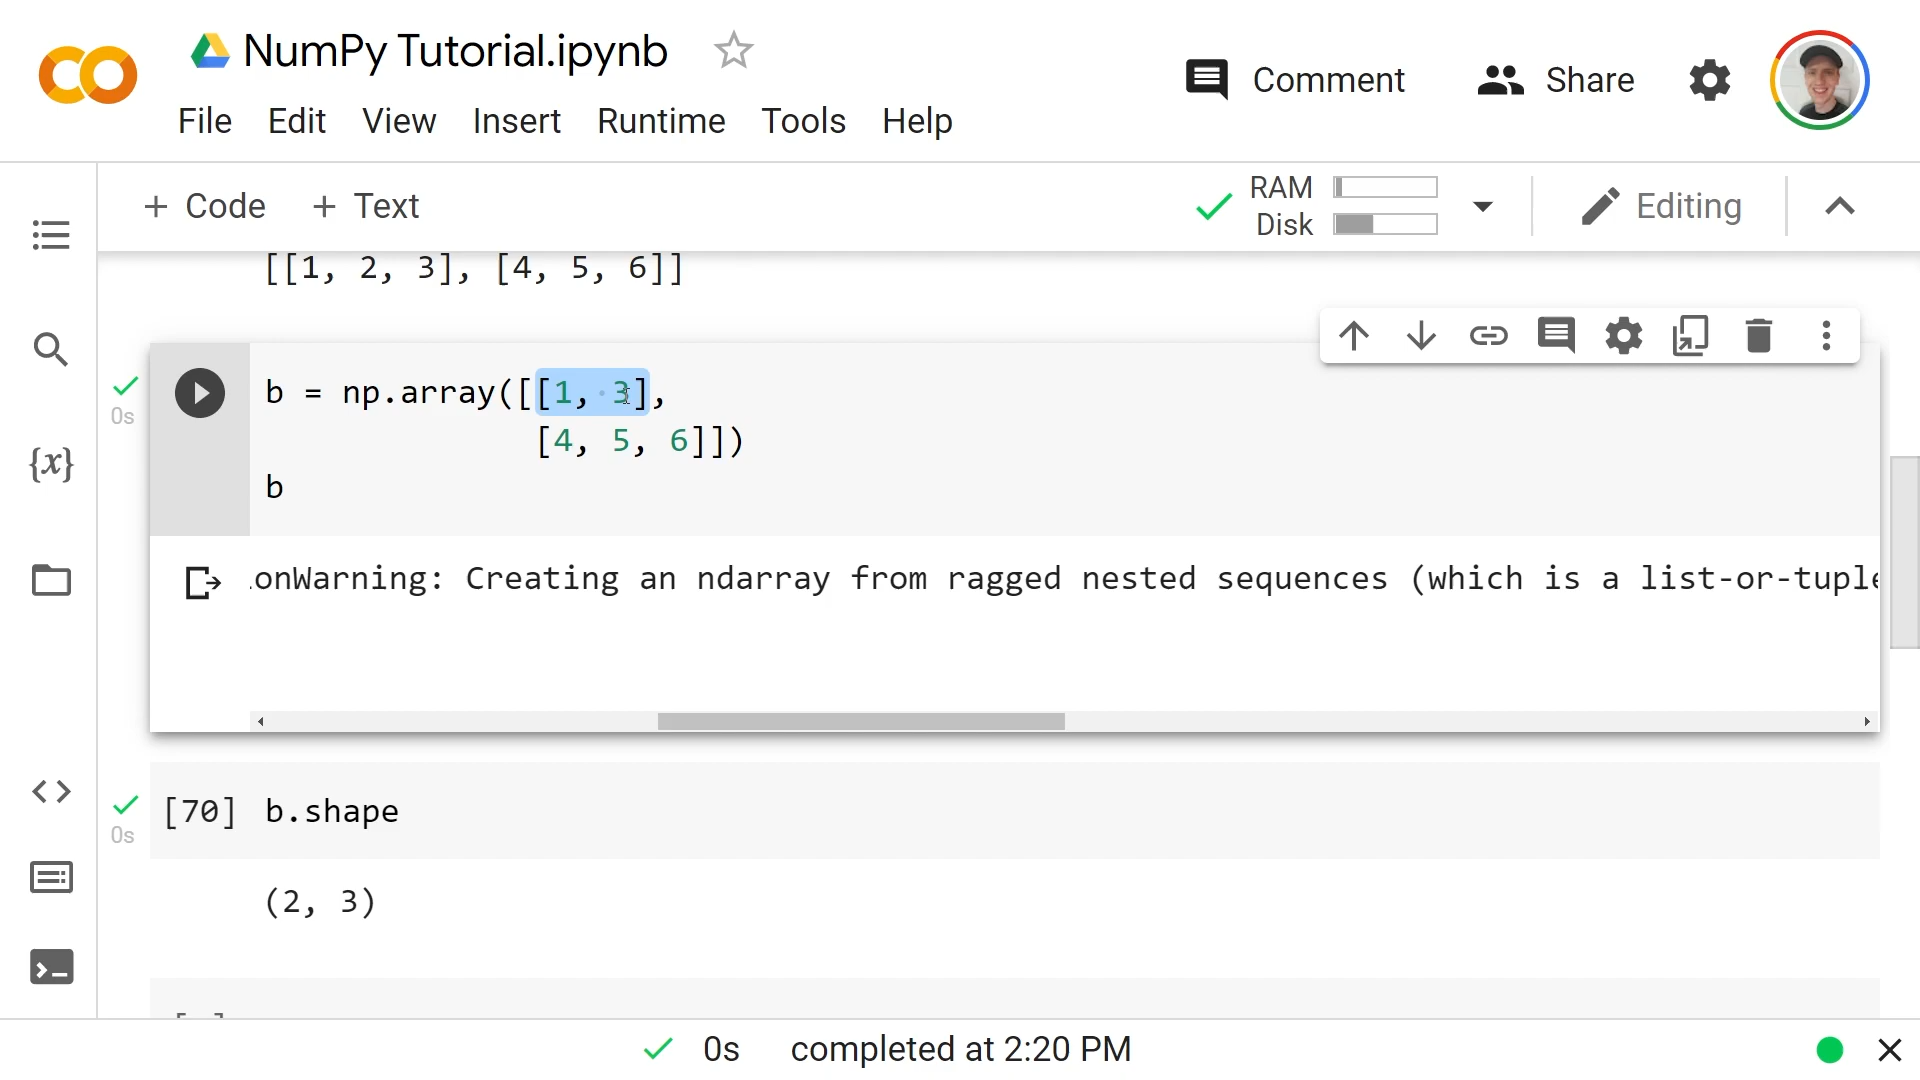 NumPy Tutorial.ipynb
Comment
Share
File Edit View Insert Runtime Tools Help
+ Code + Text
RAM
Disk
Editing
[[1, 2, 3], [4, 5, 6]]
0s
b = np.array([[1, 3],
[4, 5, 6]])
b
onWarning: Creating an ndarray from ragged nested sequences (which is a list-or-tuple
{x}
0s
[70] b.shape
(2, 3)
0s completed at 2:20 PM